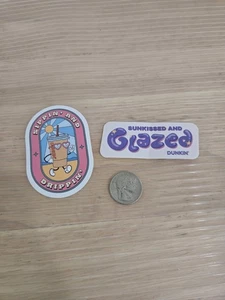 SIPPIN' AND
DRIPPIN'
SUNKISSED AND
Glazed
DUNKIN'